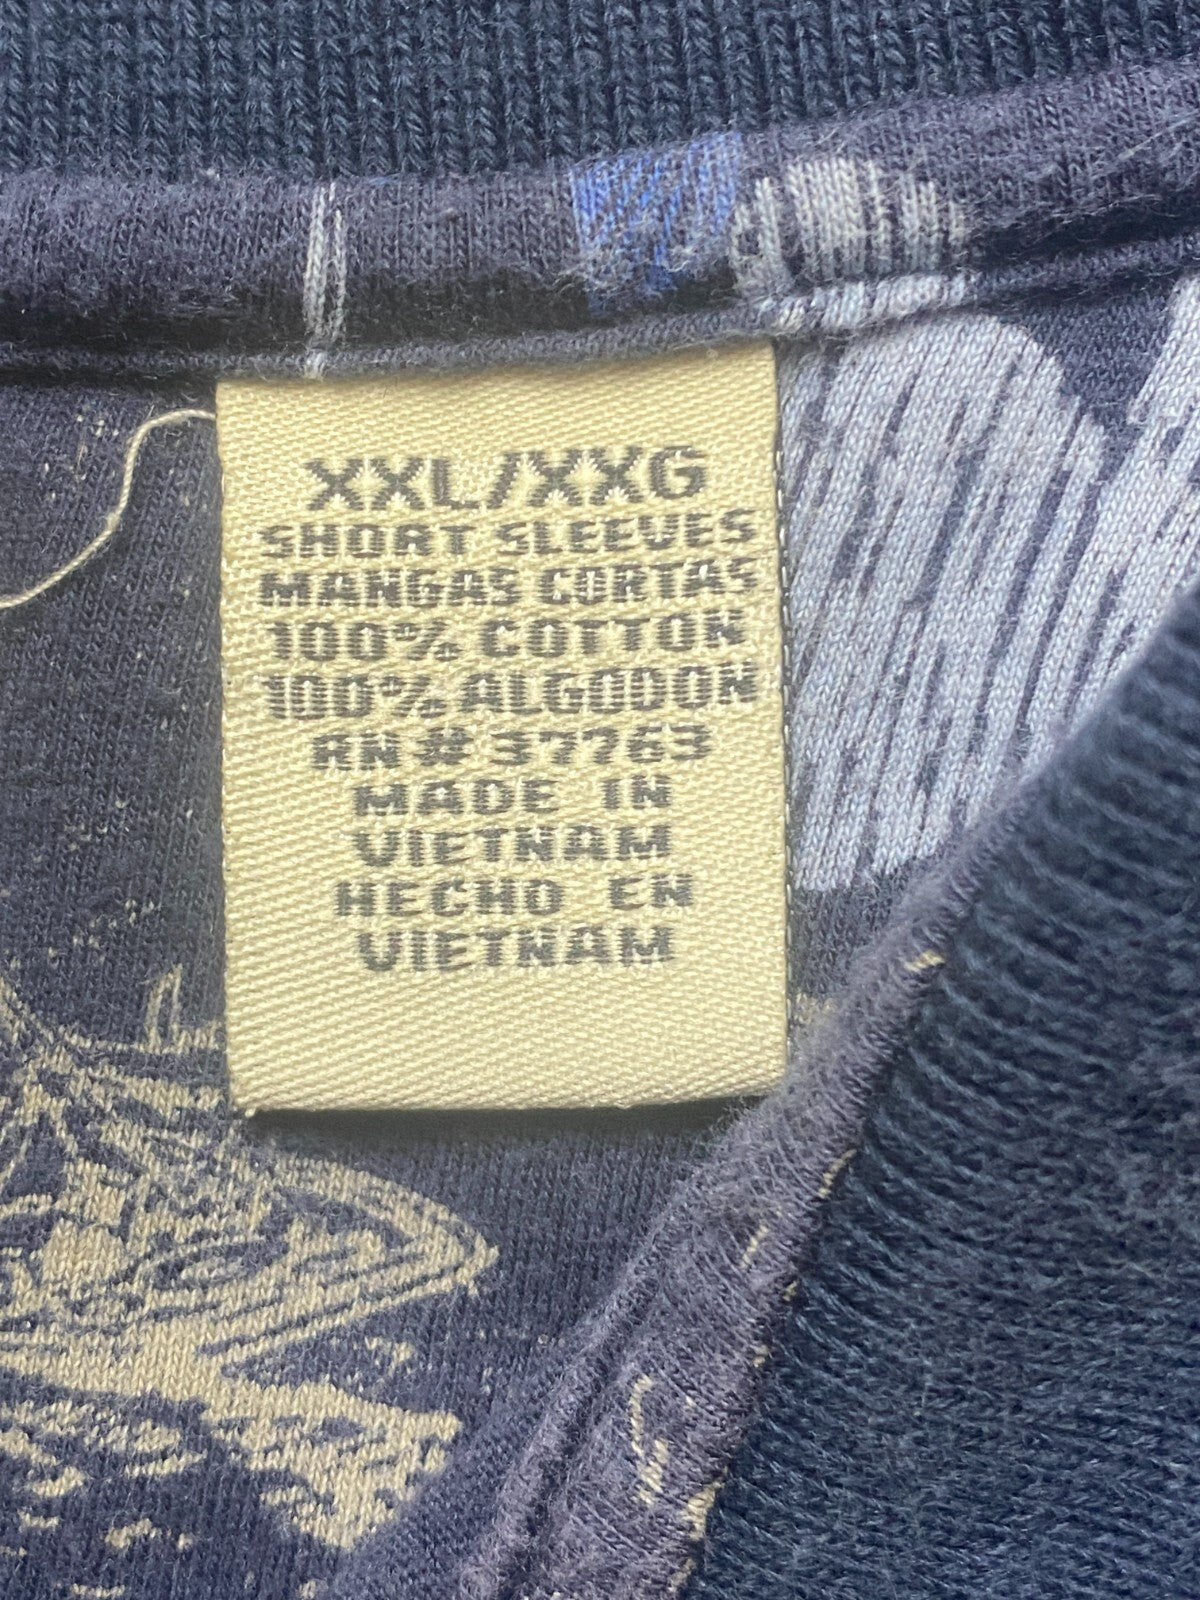 XXL/XXG
SHORT SLEEVES
MANGAS CORTAS
100% COTTON
100% ALGODON
RN# 37763
MADE IN
VIETNAM
HECHO EN
VIETNAM